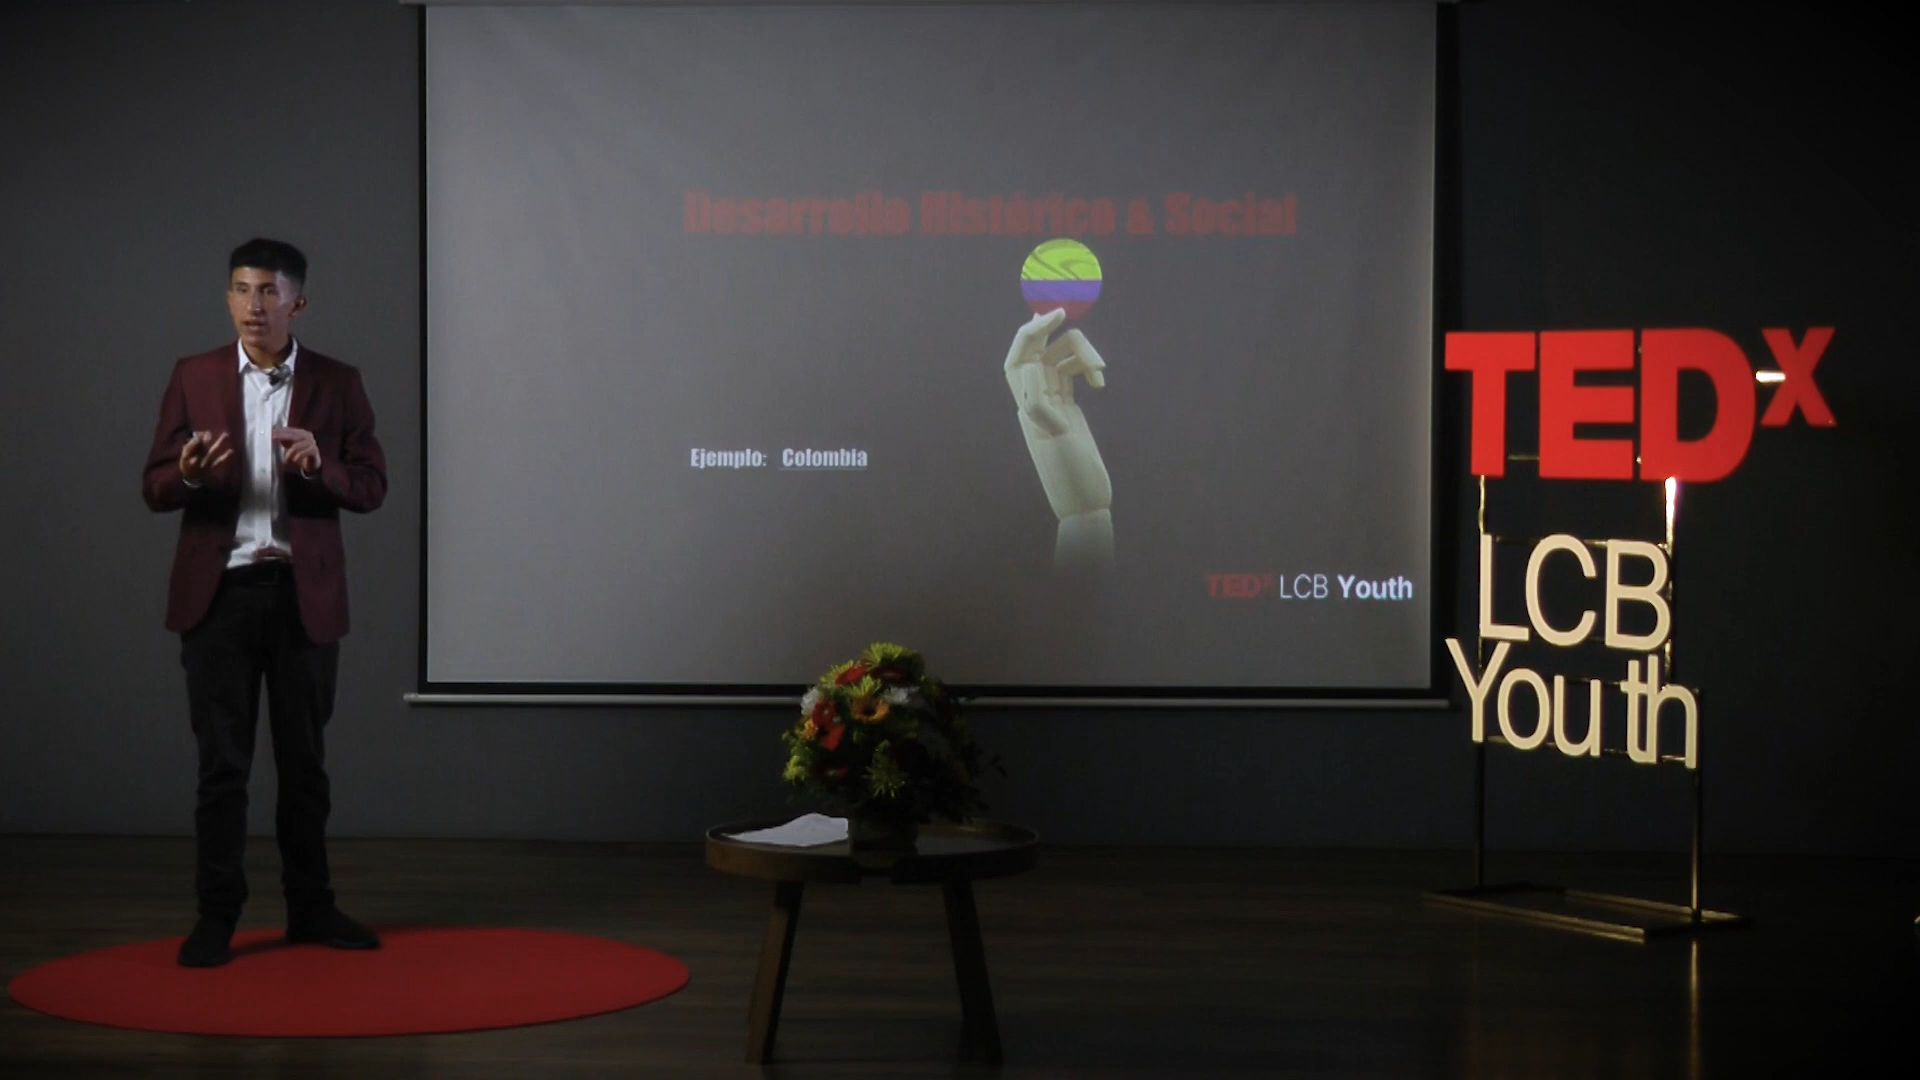 Desarrollo Histórico & Social
Ejemplo: Colombia
TEDx LCB Youth
TEDx
LCB
Youth